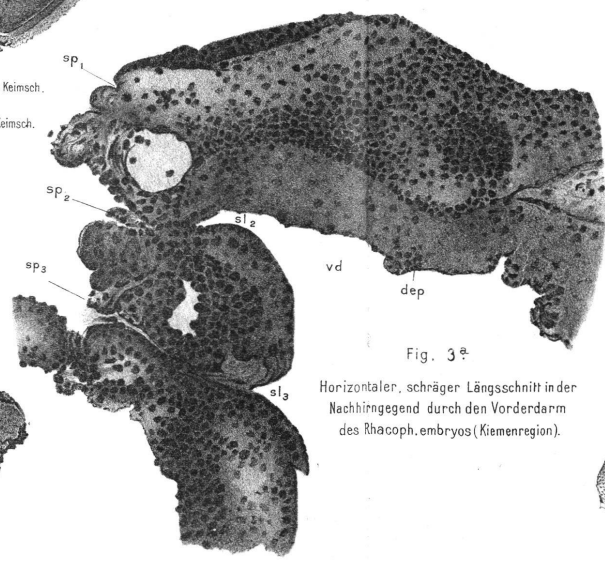 sp1
Keimsch.
Keimsch.
sp2
sl2
sp3
vd
dep
Fig. 3a
sl3
Horizontaler, schräger Längsschnitt in der
Nachhirngegend durch den Vorderdarm
des Rhacoph. embryos (Kiemenregion).